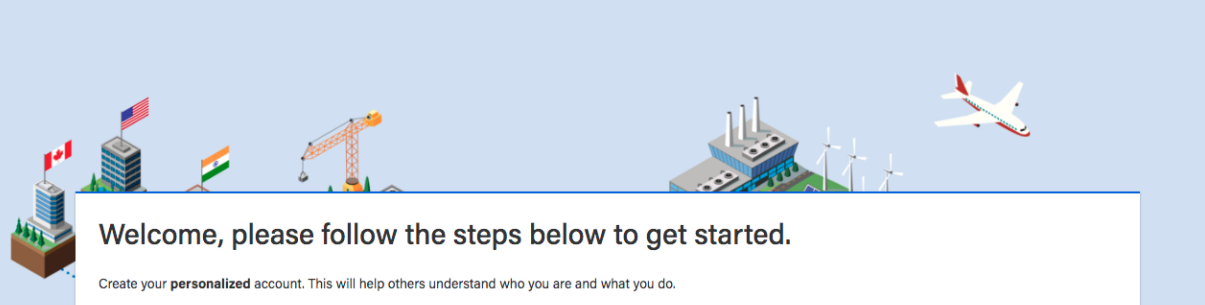 Welcome, please follow the steps below to get started.
Create your personalized account. This will help others understand who you are and what you do.